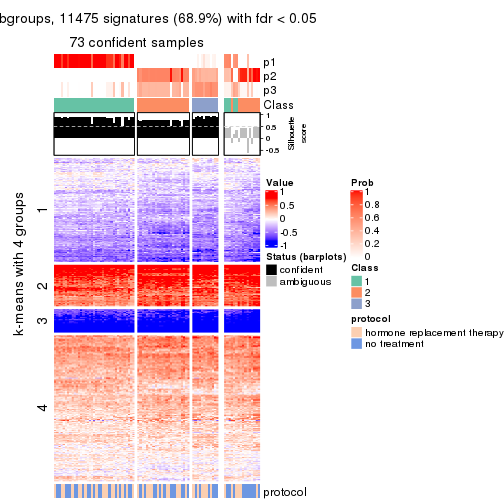 bgroups, 11475 signatures (68.9%) with fdr < 0.05
73 confident samples
p1
p2
p3
Class
1
0.5
0
-0.5
Silhouette
score
k-means with 4 groups
1
2
3
4
protocol
Value
1
0.5
0
-0.5
-1
Status (barplots)
confident
ambiguous
Prob
1
0.8
0.6
0.4
0.2
0
Class
1
2
3
protocol
hormone replacement therapy
no treatment